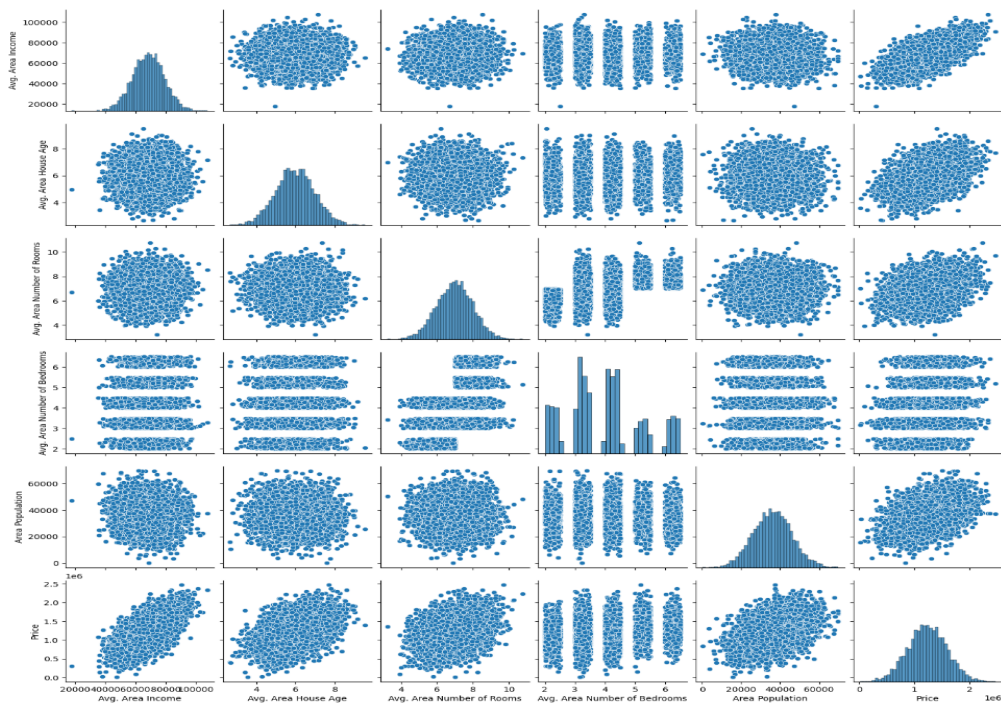 100000
80000
60000
40000
20000
Avg. Area Income
8
6
4
Avg. Area House Age
10
8
6
4
Avg. Area Number of Rooms
6
5
4
3
2
Avg. Area Number of Bedrooms
60000
40000
20000
0
Area Population
1e6
2.5
2.0
1.5
1.0
0.5
0.0
Price
20000 40000 60000 80000 100000
4 6 8
4 6 8 10
2 3 4 5 6
0 20000 40000 60000
0 1 2
1e6
Avg. Area Income
Avg. Area House Age
Avg. Area Number of Rooms
Avg. Area Number of Bedrooms
Area Population
Price